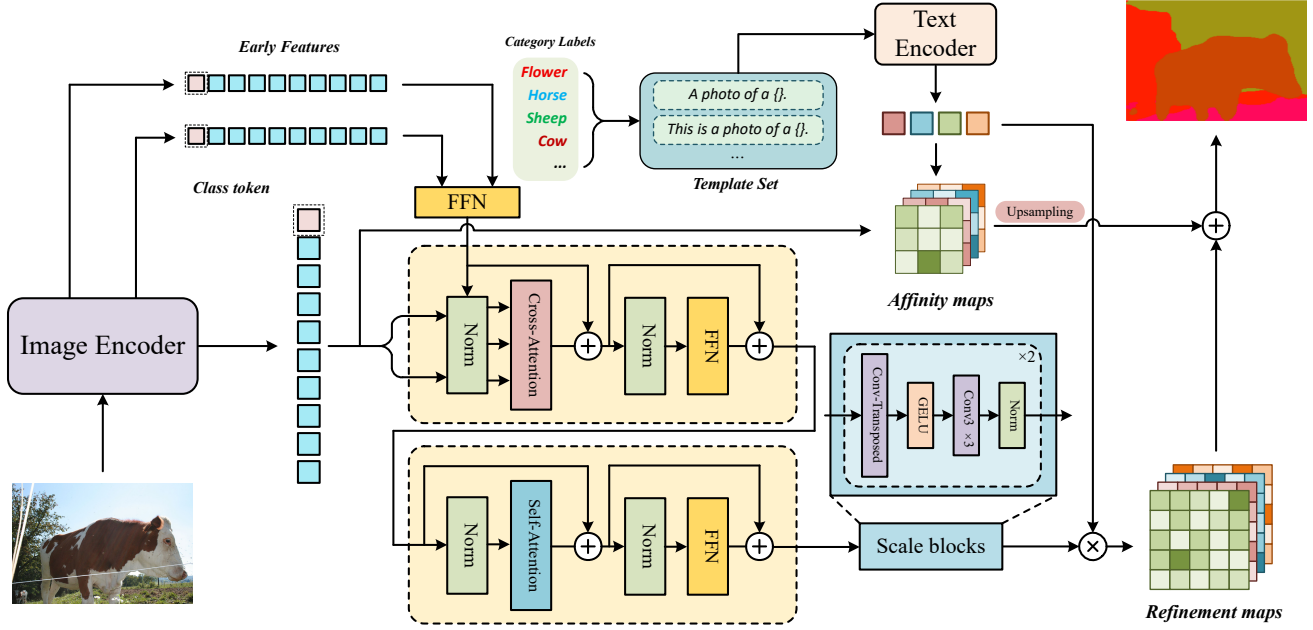 Early Features
Category Labels
Flower
Horse
Sheep
Cow
...
A photo of a {}.
This is a photo of a {}.
...
Template Set
Text
Encoder
Class token
FFN
Upsampling
+
Affinity maps
Image Encoder
Norm
Cross-Attention
+
Norm
FFN
+
×2
Conv-Transposed
GELU
Conv3
×3
Norm
Norm
Self-Attention
+
Norm
FFN
+
Scale blocks
×
Refinement maps